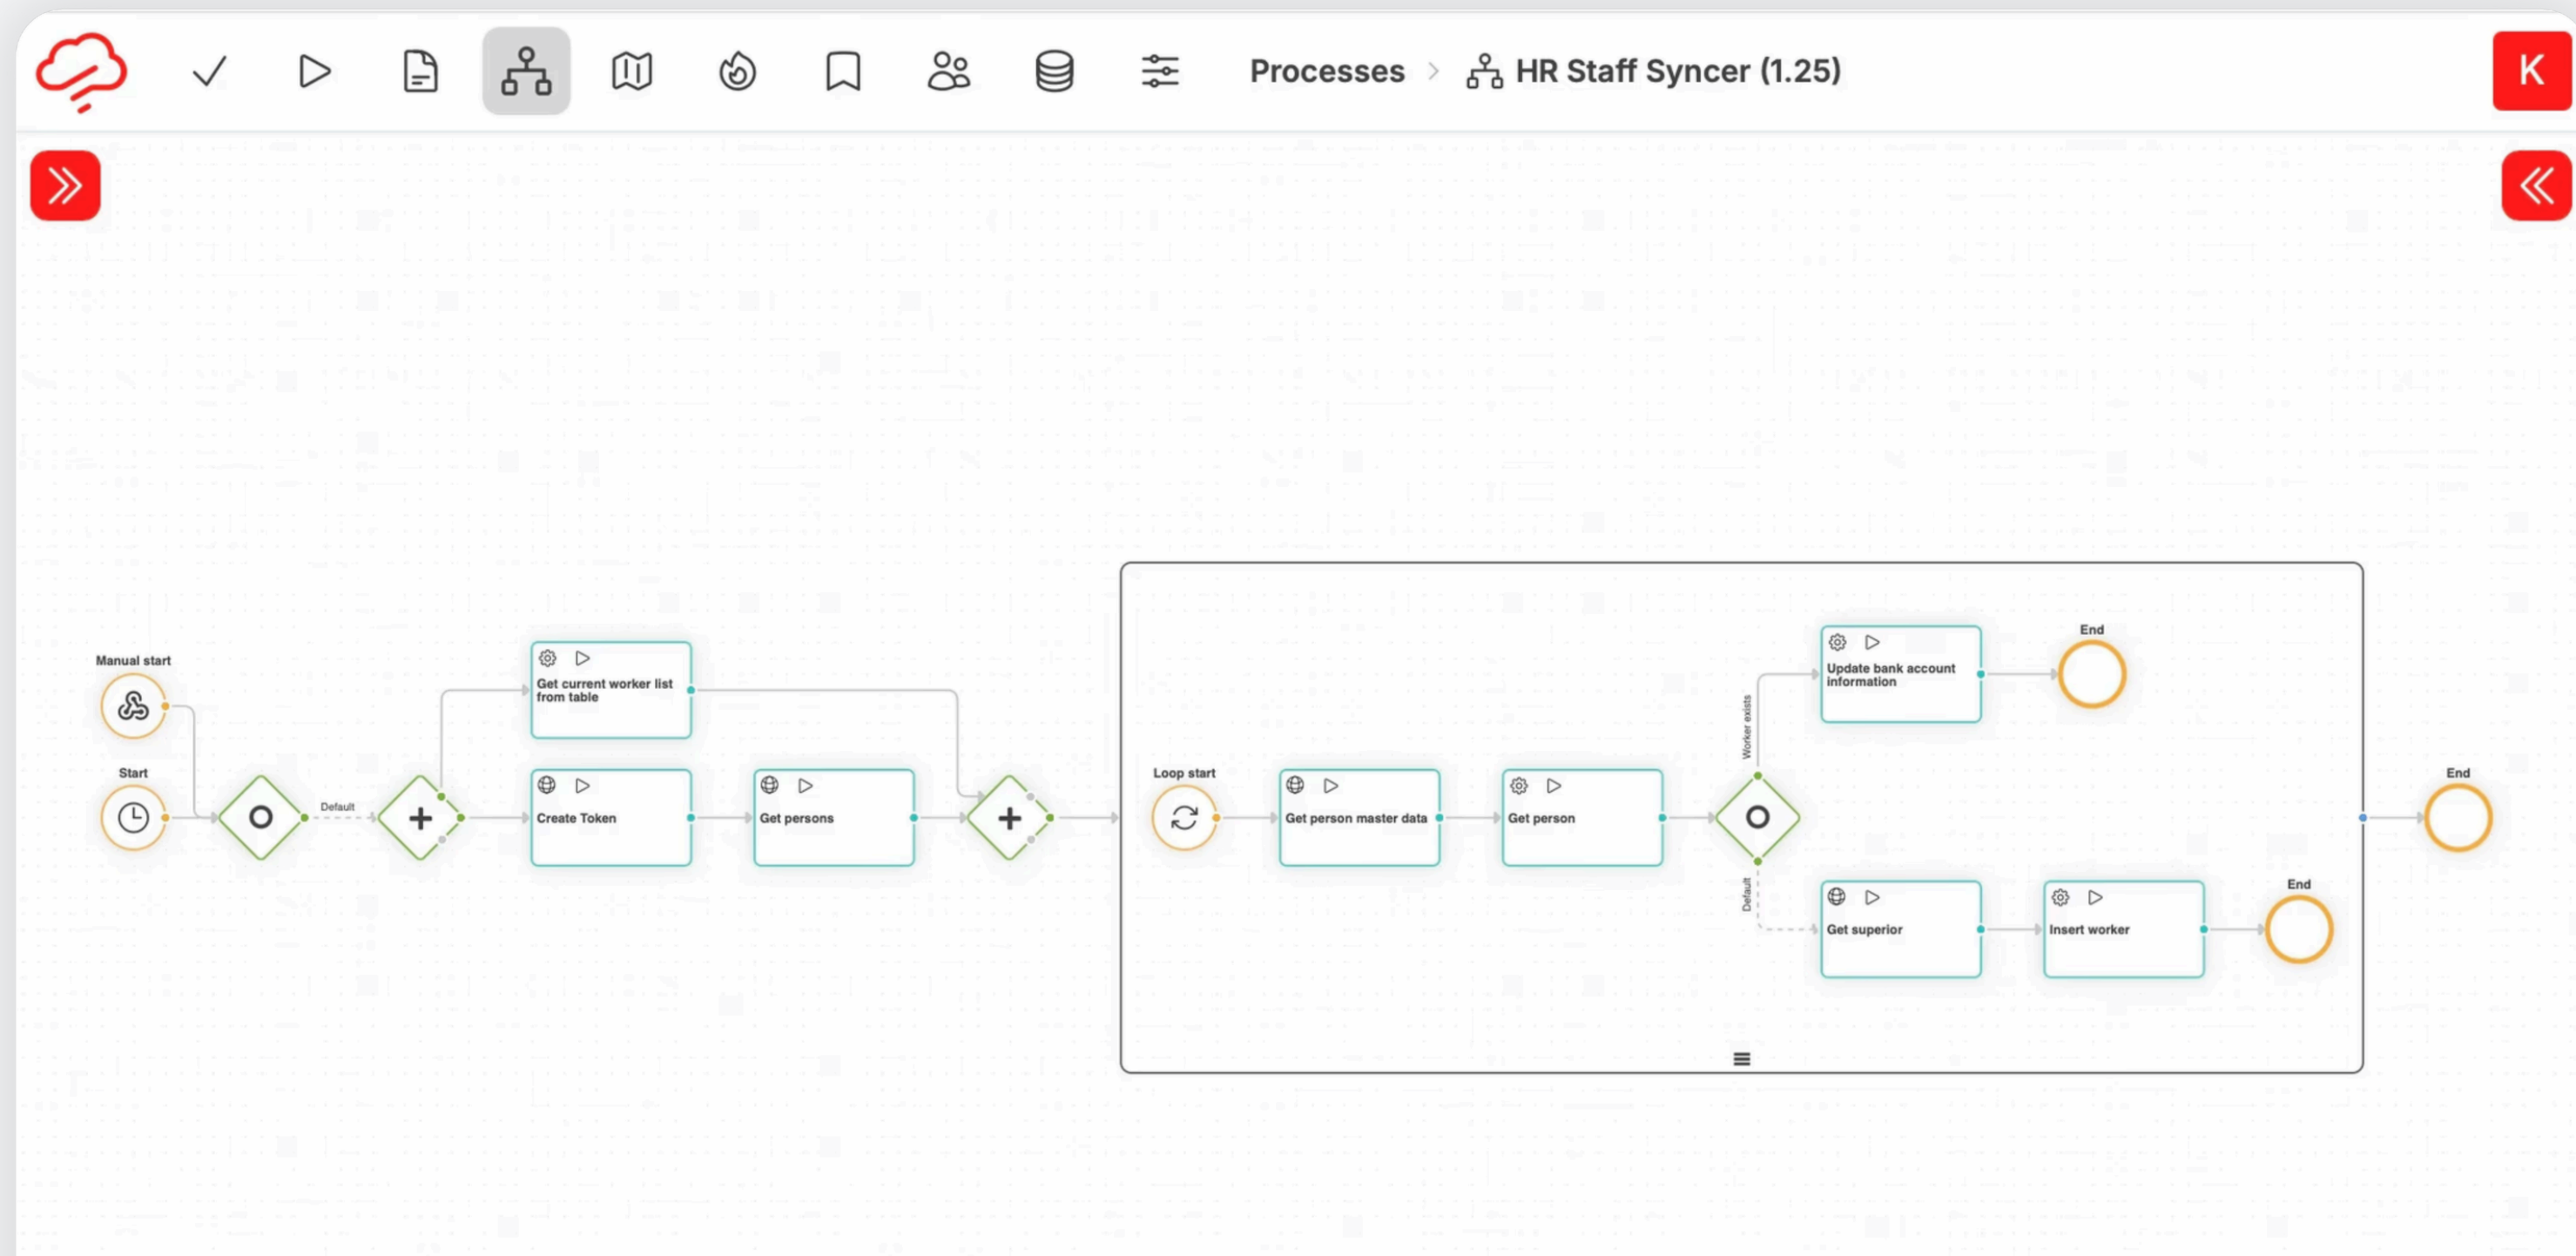 Processes > HR Staff Syncer (1.25)
K
Manual start
Start
Default
Get current worker list
from table
Create Token
Get persons
Loop start
Get person master data
Get person
Worker exists
Default
Update bank account
information
End
Get superior
Insert worker
End
End